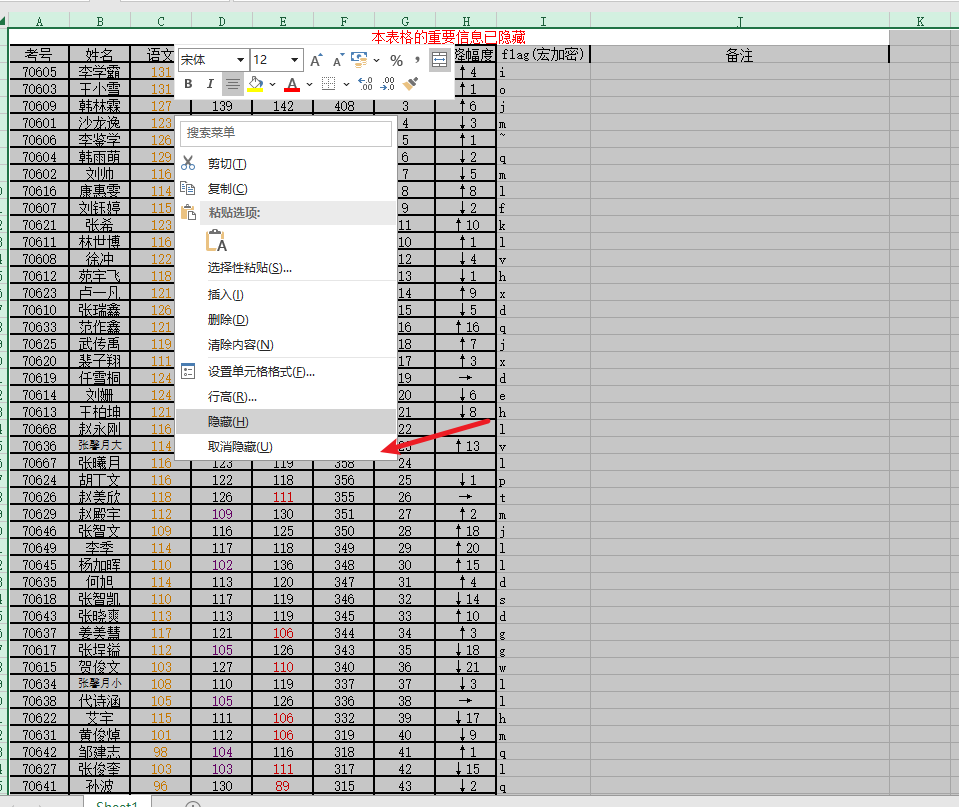 A B C D E F G H I J K
本表格的重要信息已隐藏
考号 姓名 语文 降幅度 flag(宏加密) 备注
宋体 12 A A % ,
B I A
70605 李学霸 131 ↑ 4 i
70603 王小雪 131 ↑ 1 o
70609 韩林霖 127 139 142 408 3 ↑ 6 j
70601 沙龙逸 123 4 ↓ 3 m
70606 李鉴学 126 5 ↑ 1 ~
70604 韩雨萌 129 6 ↓ 2 q
70602 刘帅 116 7 ↓ 5 m
70616 康惠雯 114 8 ↑ 8 l
70607 刘钰婷 115 9 ↓ 2 f
70621 张希 123 11 ↑ 10 k
70611 林世博 116 10 ↑ 1 l
70608 徐冲 122 12 ↓ 4 v
70612 苑宇飞 118 13 ↓ 1 h
70623 卢一凡 121 14 ↑ 9 x
70610 张瑞鑫 126 15 ↓ 5 d
70633 范作鑫 121 16 ↑ 16 q
70625 武传禹 119 18 ↑ 7 j
70620 裴子翔 111 17 ↑ 3 x
70619 任雪桐 124 19 → d
70614 刘姗 124 20 ↓ 6 e
70613 王柏坤 121 21 ↓ 8 h
70668 赵永刚 116 22 l
70636 张馨月大 114 23 ↑ 13 v
搜索菜单
剪切(T)
复制(C)
粘贴选项:
A
选择性粘贴(S)...
插入(I)
删除(D)
清除内容(N)
设置单元格格式(F)...
行高(R)...
隐藏(H)
取消隐藏(U)
70667 张曦月 116 123 119 358 24 l
70624 胡丁文 116 122 118 356 25 ↓ 1 p
70626 赵美欣 118 126 111 355 26 → t
70629 赵殿宇 112 109 130 351 27 ↑ 2 m
70646 张智文 109 116 125 350 28 ↑ 18 j
70649 李季 114 117 118 349 29 ↑ 20 l
70645 杨加晖 110 102 136 348 30 ↑ 15 l
70635 何旭 114 113 120 347 31 ↑ 4 d
70618 张智凯 110 117 119 346 32 ↓ 14 s
70643 张晓爽 113 113 119 345 33 ↑ 10 d
70637 姜美慧 117 121 106 344 34 ↑ 3 g
70617 张埕镒 112 105 126 343 35 ↓ 18 g
70615 贺俊文 103 127 110 340 36 ↓ 21 w
70634 张馨月小 108 110 119 337 37 ↓ 3 l
70638 代诗涵 105 105 126 336 38 → l
70622 艾宇 115 111 106 332 39 ↓ 17 h
70631 黄俊焯 101 112 106 319 40 ↓ 9 m
70642 邹建志 98 104 116 318 41 ↑ 1 q
70627 张俊奎 103 103 111 317 42 ↓ 15 l
70641 孙波 96 130 89 315 43 ↓ 2 q
Sheet1